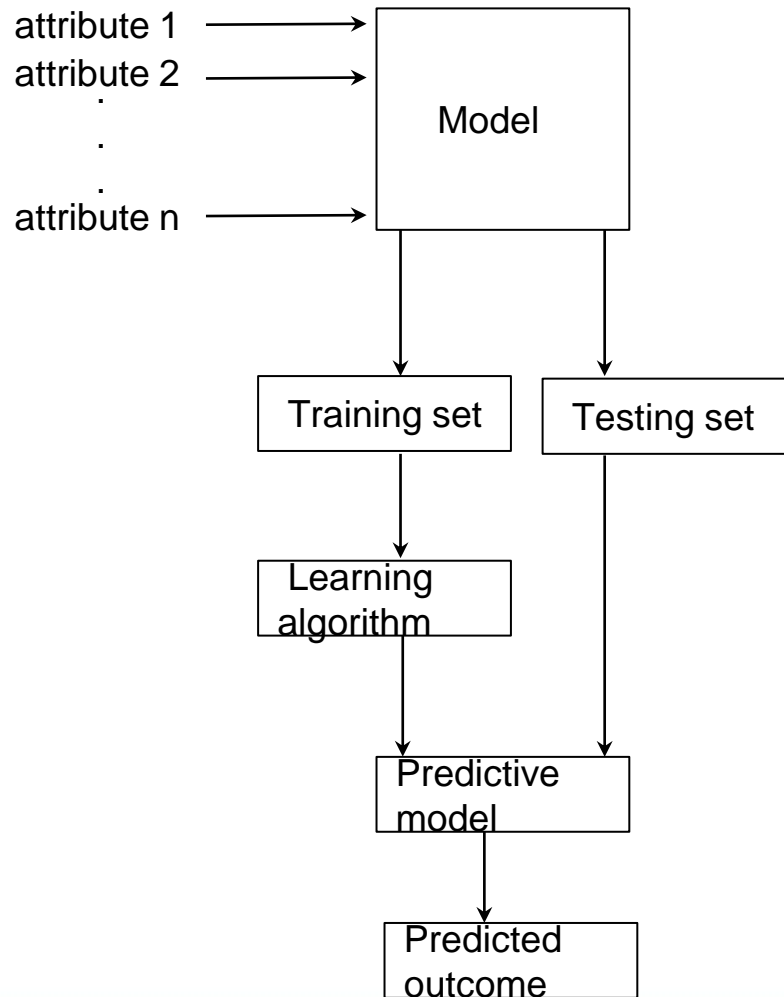 attribute 1
attribute 2
.
.
.
attribute n
Model
Training set
Testing set
Learning
algorithm
Predictive
model
Predicted
outcome